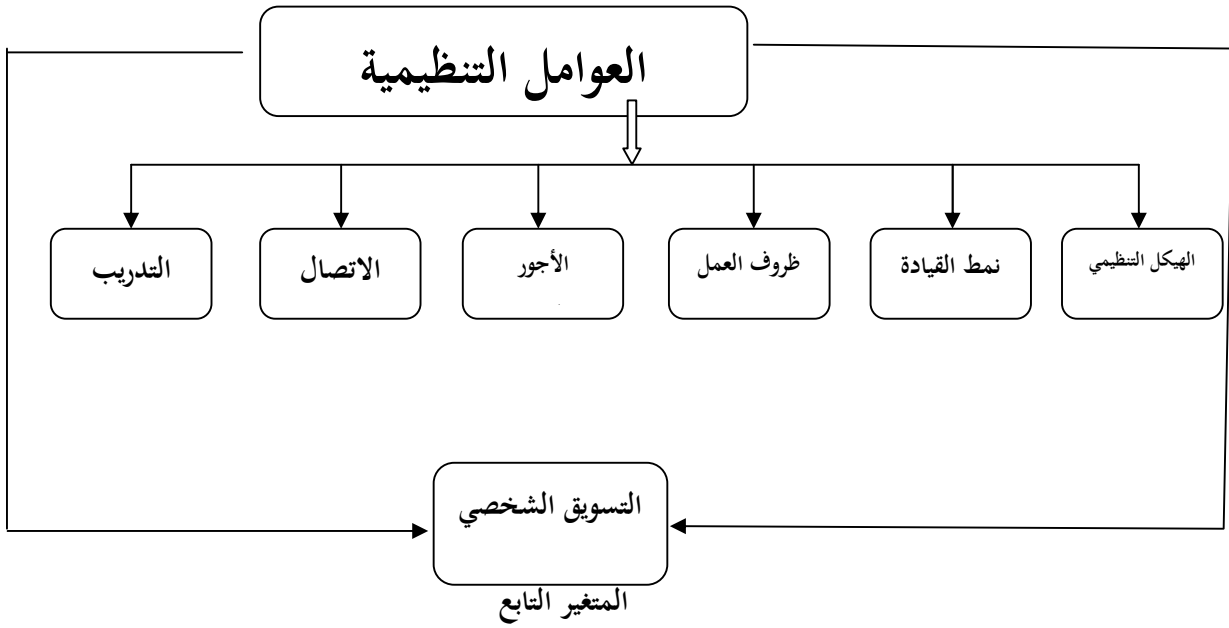 العوامل التنظيمية
الهيكل التنظيمي
نمط القيادة
ظروف العمل
الأجور
الاتصال
التدريب
التسويق الشخصي
المتغير التابع